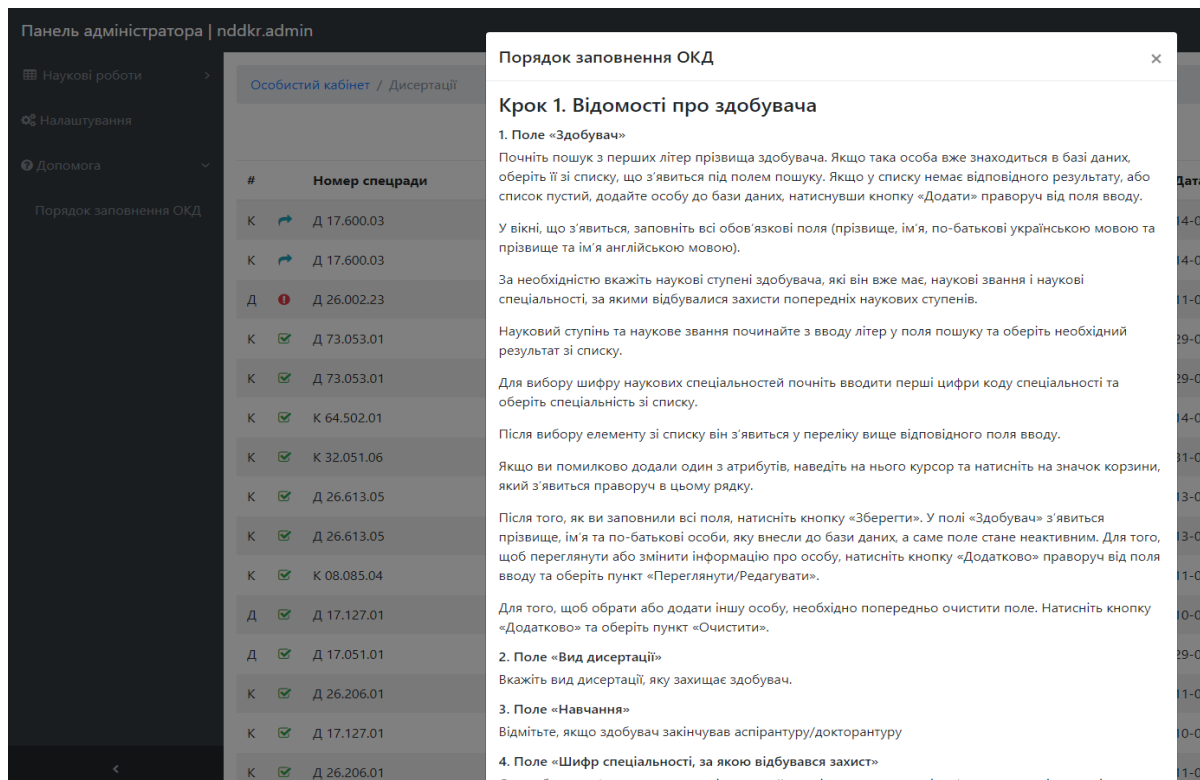 Панель адміністратора | nddkr.admin
Наукові роботи
Налаштування
Допомога
Порядок заповнення ОКД
Особистий кабінет / Дисертації
# Номер спецради
К Д 17.600.03
К Д 17.600.03
Д Д 26.002.23
К Д 73.053.01
К Д 73.053.01
К К 64.502.01
К К 32.051.06
К Д 26.613.05
К Д 26.613.05
К К 08.085.04
Д Д 17.127.01
Д Д 17.051.01
К Д 26.206.01
К Д 17.127.01
К Д 26.206.01
Порядок заповнення ОКД ×
Крок 1. Відомості про здобувача
1. Поле «Здобувач»
Почніть пошук з перших літер прізвища здобувача. Якщо така особа вже знаходиться в базі даних,
оберіть її зі списку, що з’явиться під полем пошуку. Якщо у списку немає відповідного результату, або
список пустий, додайте особу до бази даних, натиснувши кнопку «Додати» праворуч від поля вводу.
У вікні, що з’явиться, заповніть всі обов’язкові поля (прізвище, ім’я, по-батькові українською мовою та
прізвище та ім’я англійською мовою).
За необхідністю вкажіть наукові ступені здобувача, які він вже має, наукові звання і наукові
спеціальності, за якими відбувалися захисти попередніх наукових ступенів.
Науковий ступінь та наукове звання починайте з вводу літер у поля пошуку та оберіть необхідний
результат зі списку.
Для вибору шифру наукових спеціальностей почніть вводити перші цифри коду спеціальності та
оберіть спеціальність зі списку.
Після вибору елементу зі списку він з’явиться у переліку вище відповідного поля вводу.
Якщо ви помилково додали один з атрибутів, наведіть на нього курсор та натисніть на значок корзини,
який з’явиться праворуч в цьому рядку.
Після того, як ви заповнили всі поля, натисніть кнопку «Зберегти». У полі «Здобувач» з’явиться
прізвище, ім’я та по-батькові особи, яку внесли до бази даних, а саме поле стане неактивним. Для того,
щоб переглянути або змінити інформацію про особу, натисніть кнопку «Додатково» праворуч від поля
вводу та оберіть пункт «Переглянути/Редагувати».
Для того, щоб обрати або додати іншу особу, необхідно попередньо очистити поле. Натисніть кнопку
«Додатково» та оберіть пункт «Очистити».
2. Поле «Вид дисертації»
Вкажіть вид дисертації, яку захищає здобувач.
3. Поле «Навчання»
Відмітьте, якщо здобувач закінчував аспірантуру/докторантуру
4. Поле «Шифр спеціальності, за якою відбувався захист»